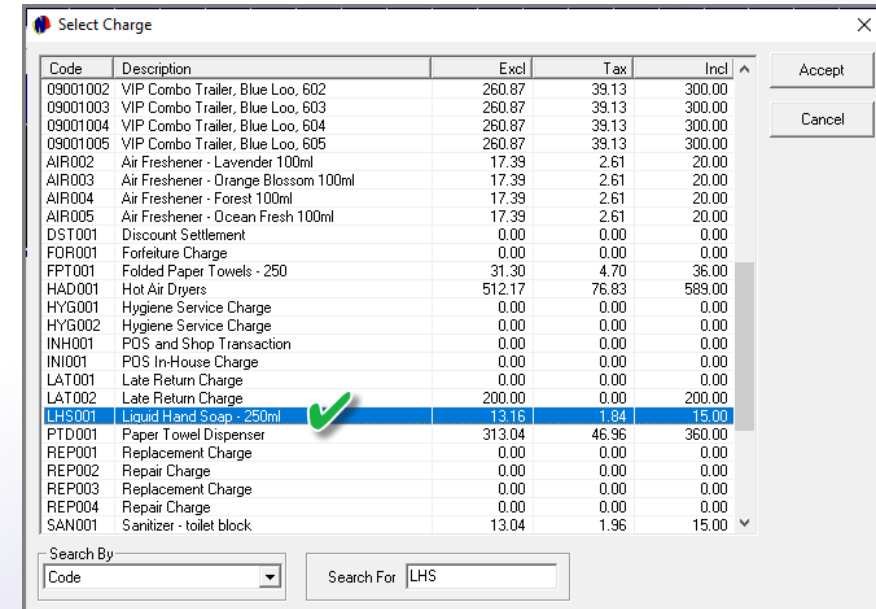 Select Charge
Code Description Excl Tax Incl
Accept
09001002 VIP Combo Trailer, Blue Loo, 602 260.87 39.13 300.00
09001003 VIP Combo Trailer, Blue Loo, 603 260.87 39.13 300.00
09001004 VIP Combo Trailer, Blue Loo, 604 260.87 39.13 300.00
Cancel
09001005 VIP Combo Trailer, Blue Loo, 605 260.87 39.13 300.00
AIR002 Air Freshener - Lavender 100ml 17.39 2.61 20.00
AIR003 Air Freshener - Orange Blossom 100ml 17.39 2.61 20.00
AIR004 Air Freshener - Forest 100ml 17.39 2.61 20.00
AIR005 Air Freshener - Ocean Fresh 100ml 17.39 2.61 20.00
DST001 Discount Settlement 0.00 0.00 0.00
FOR001 Forfeiture Charge 0.00 0.00 0.00
FPT001 Folded Paper Towels - 250 31.30 4.70 36.00
HAD001 Hot Air Dryers 512.17 76.83 589.00
HYG001 Hygiene Service Charge 0.00 0.00 0.00
HYG002 Hygiene Service Charge 0.00 0.00 0.00
INH001 POS and Shop Transaction 0.00 0.00 0.00
INI001 POS In-House Charge 0.00 0.00 0.00
LAT001 Late Return Charge 0.00 0.00 0.00
LAT002 Late Return Charge 200.00 0.00 200.00
LHS001 Liquid Hand Soap - 250ml 13.16 1.84 15.00
PTD001 Paper Towel Dispenser 313.04 46.96 360.00
REP001 Replacement Charge 0.00 0.00 0.00
REP002 Repair Charge 0.00 0.00 0.00
REP003 Replacement Charge 0.00 0.00 0.00
REP004 Repair Charge 0.00 0.00 0.00
SAN001 Sanitizer - toilet block 13.04 1.96 15.00
Search By
Code
Search For LHS